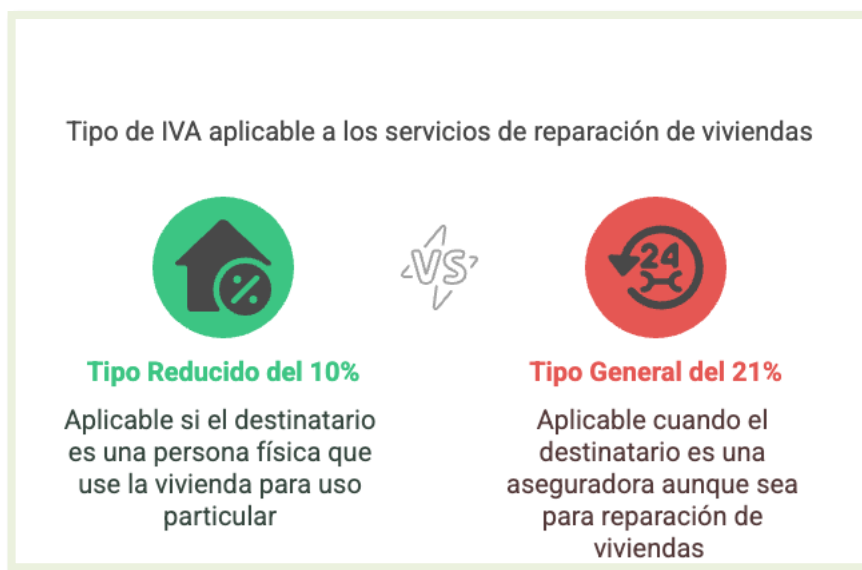 Tipo de IVA aplicable a los servicios de reparación de viviendas
%
VS
24
Tipo Reducido del 10%
Aplicable si el destinatario
es una persona física que
use la vivienda para uso
particular
Tipo General del 21%
Aplicable cuando el
destinatario es una
aseguradora aunque sea
para reparación de
viviendas